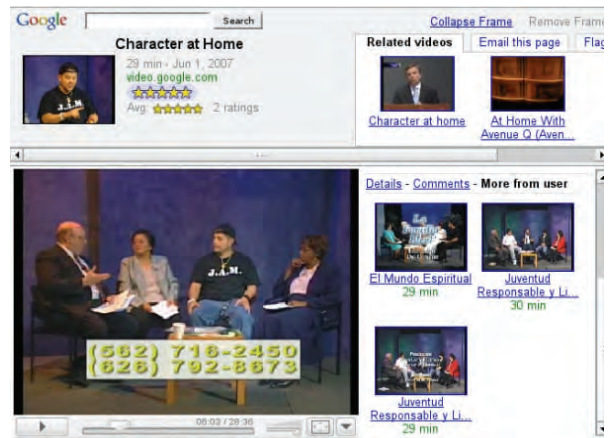 Google
Search
Collapse Frame Remove Frame
Character at Home
29 min - Jun 1, 2007
video.google.com
Avg: 2 ratings
J.A.M.
Related videos
Email this page
Flag
Character at home
At Home With
Avenue Q (Aven...
J.A.M.
(562) 716-2450
(626) 792-8673
06:02 / 28:36
Details - Comments - More from user
El Mundo Espiritual
29 min
Juventud
Responsable y Li...
30 min
Juventud
Responsable y Li...
29 min